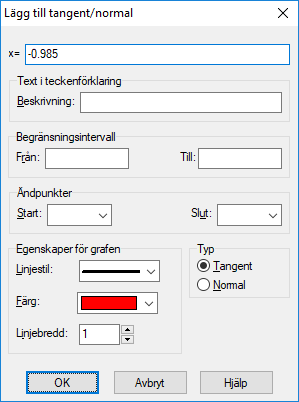 Lägg till tangent/normal
x= -0.985
Text i teckenförklaring
Beskrivning:
Begränsningsintervall
Från: Till:
Ändpunkter
Start: Slut:
Egenskaper för grafen Typ
Linjestil: Tangent
Färg: Normal
Linjebredd: 1
OK Avbryt Hjälp